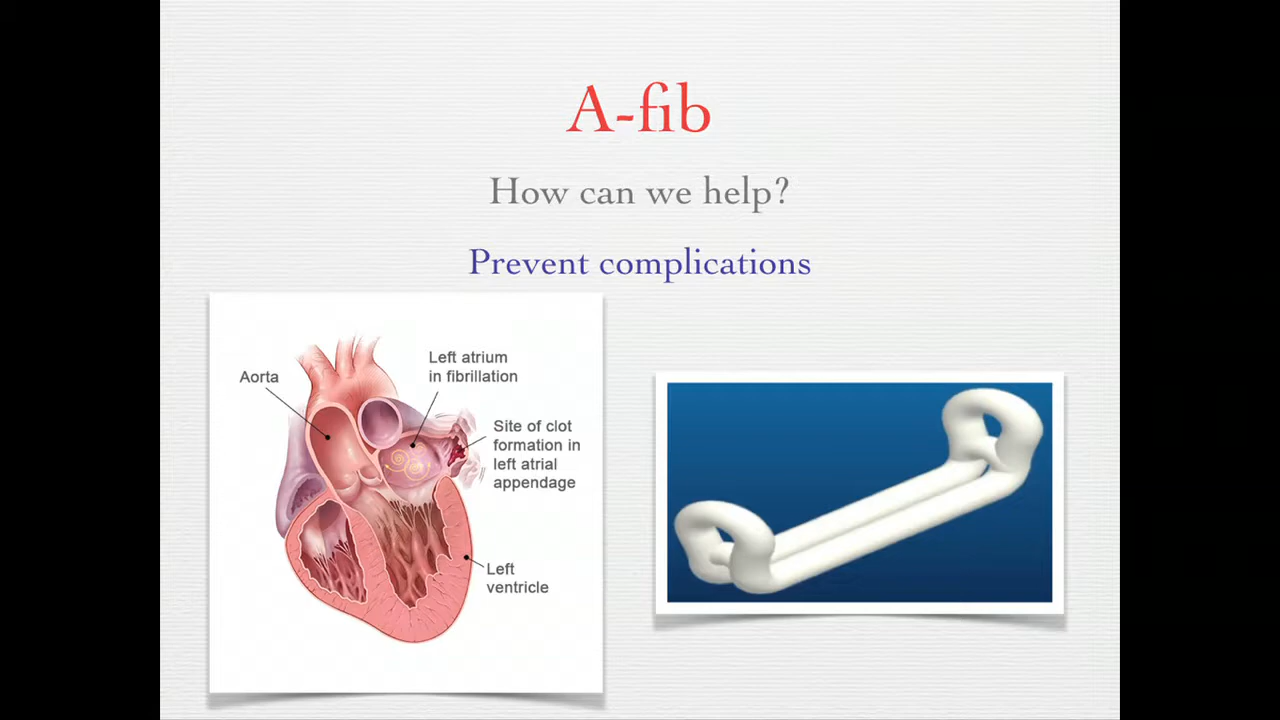 A-fib
How can we help?
Prevent complications
Aorta
Left atrium
in fibrillation
Site of clot
formation in
left atrial
appendage
Left
ventricle